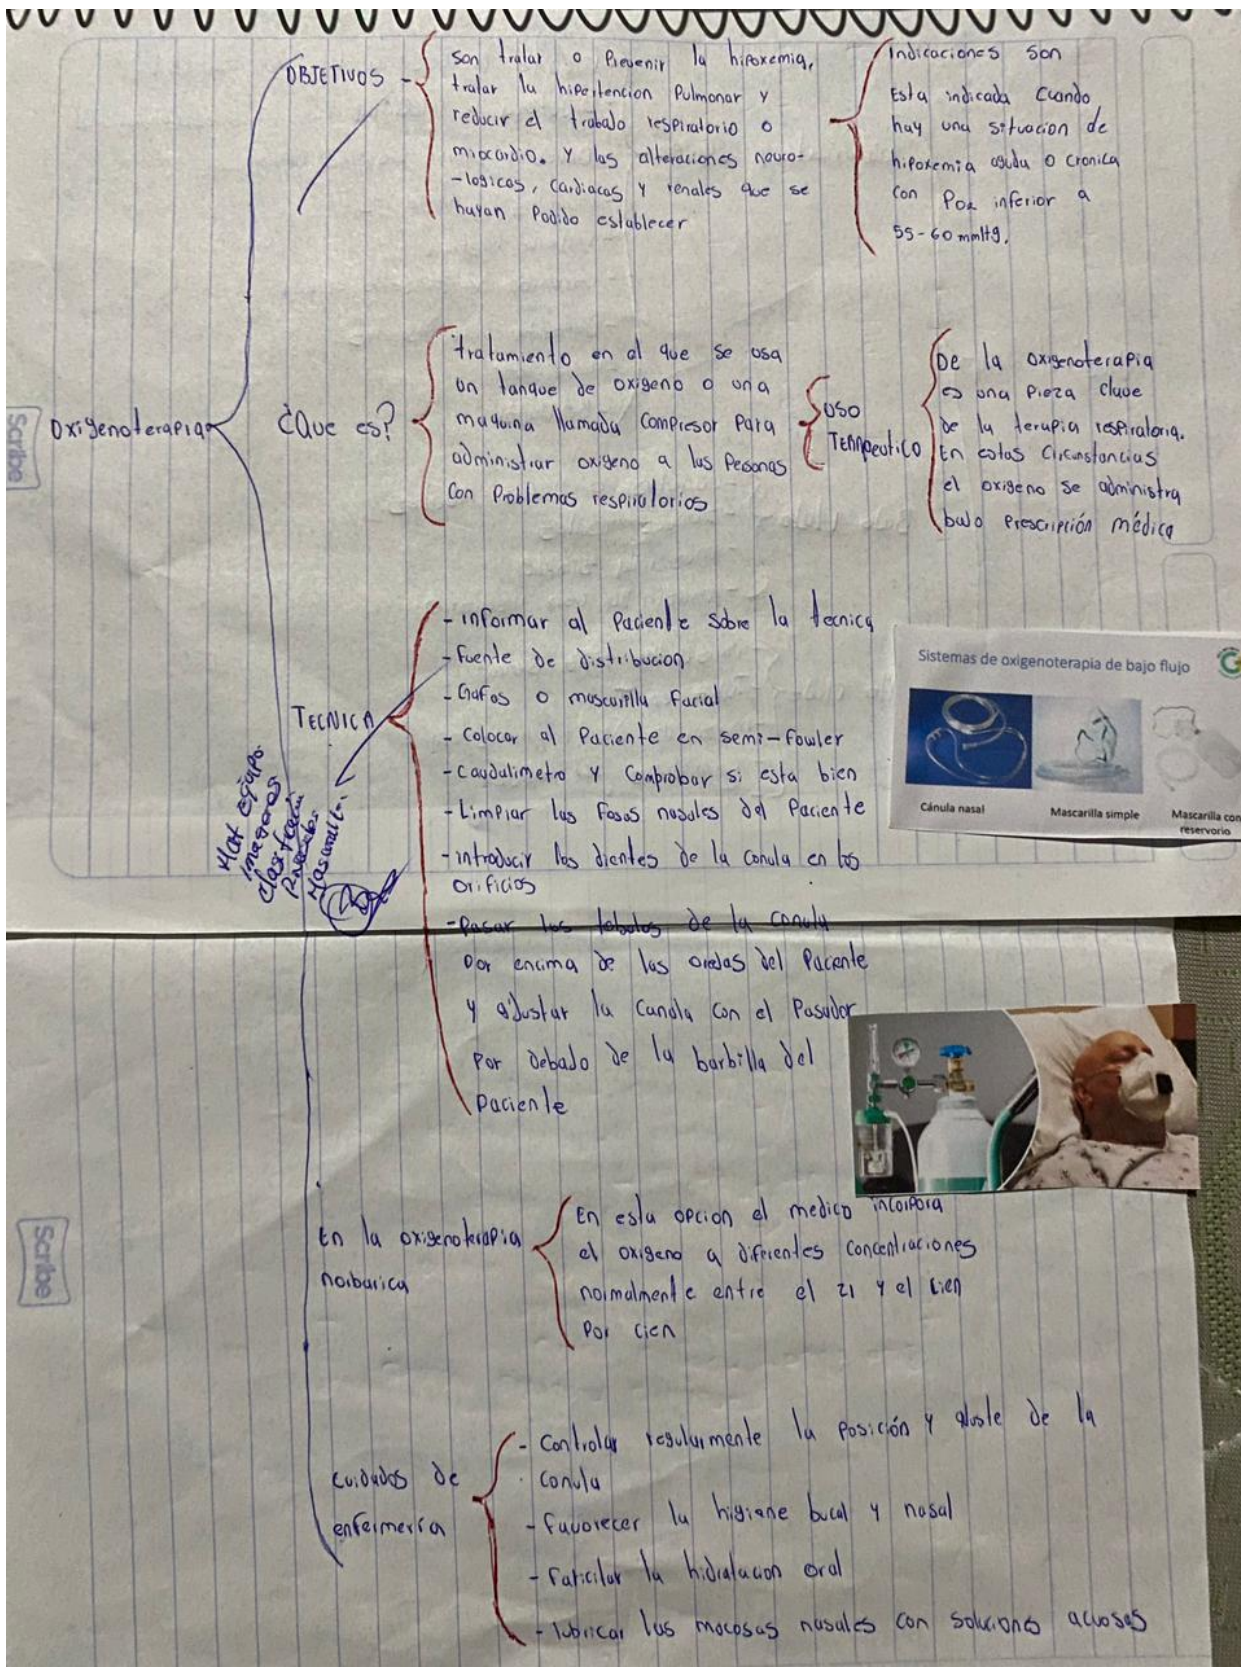 OBJETIVOS -
son tratar o Prevenir la hipoxemia,
tratar la hipertencion Pulmonar y
reducir el trabajo respiratorio o
miocardio. Y las alteraciones neuro-
-logicas, cardiacas y renales que se
hayan Podido establecer
Indicaciones son
Esta indicada Cuando
hay una situacion de
hipoxemia aguda o cronica
con Po2 inferior a
55-60 mmHg.
Oxigenoterapia
¿Que es?
tratamiento en el que se usa
un tanque de oxigeno o una
maquina llamada Compresor Para
administrar oxigeno a las Personas
Con Problemas respiratorios
USO
TERAPEUTICO
De la oxigenoterapia
es una Pieza clave
de la terapia respiratoria.
En estas Circunstancias
el oxigeno se administra
bajo Prescripción médica
Scribe
TECNICA
- informar al Paciente sobre la tecnica
- fuente de distribucion
- Gafas o mascarilla facial
- Colocar al Paciente en semi-fowler
- caudalimetro y Comprobar si esta bien
- Limpiar las fosas nasales del Paciente
- introducir los dientes de la canula en los
orificios
- Pasar los tubulos de la canula
Por encima de las orejas del Paciente
y ajustar la Canula con el Pasador
Por debajo de la barbilla del
Paciente
Mat equipo
imagenes
Clasificación
Sistemas de oxigenoterapia de bajo flujo
Cánula nasal
Mascarilla simple
Mascarilla con
reservorio
En la oxigenoterapia
norbarica
En esta opcion el medico incorpora
el oxigeno a diferentes concentraciones
normalmente entre el 21 y el cien
Por cien
Scribe
cuidados de
enfermería
- Controlar regularmente la Posición y ajuste de la
canula
- favorecer la higiene bucal y nasal
- faticilar la hidratacion oral
- lubricar las mocosas nasales con soluciones acuosas